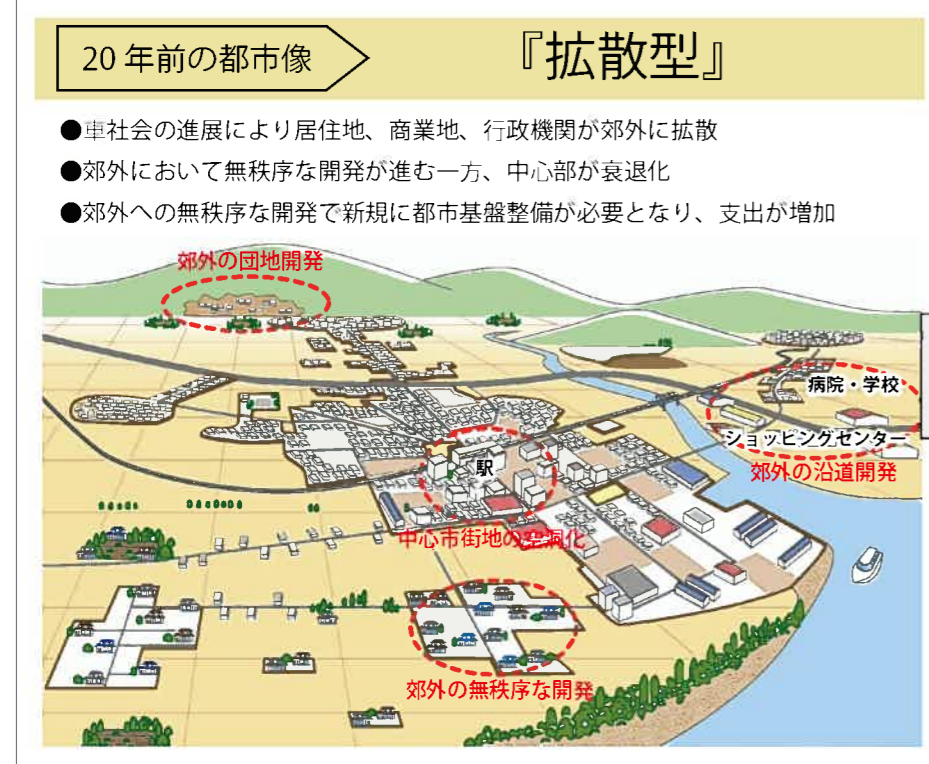 20年前の都市像
『拡散型』
●車社会の進展により居住地、商業地、行政機関が郊外に拡散
●郊外において無秩序な開発が進む一方、中心部が衰退化
●郊外への無秩序な開発で新規に都市基盤整備が必要となり、支出が増加
郊外の団地開発
病院・学校
ショッピングセンター
郊外の沿道開発
駅
中心市街地の空洞化
郊外の無秩序な開発